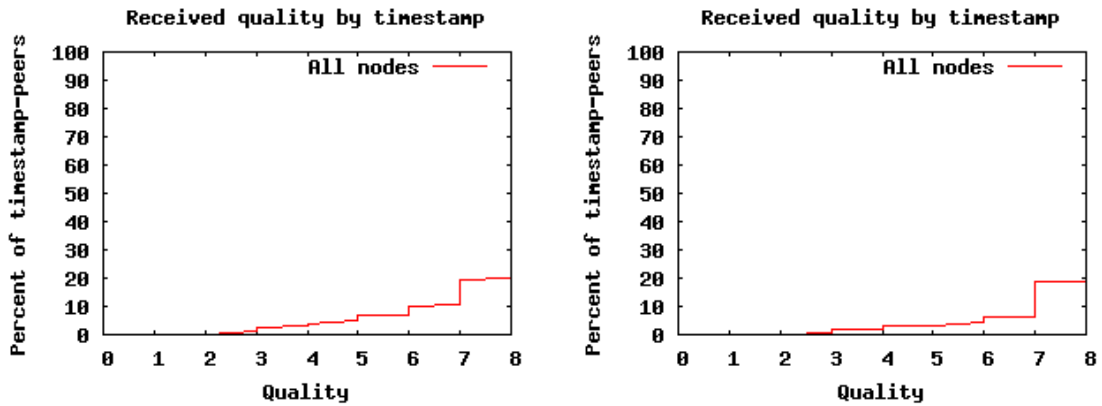 Received quality by timestamp
Percent of timestamp-peers
100
90
80
70
60
50
40
30
20
10
0
All nodes
0 1 2 3 4 5 6 7 8
Quality
Received quality by timestamp
Percent of timestamp-peers
100
90
80
70
60
50
40
30
20
10
0
All nodes
0 1 2 3 4 5 6 7 8
Quality